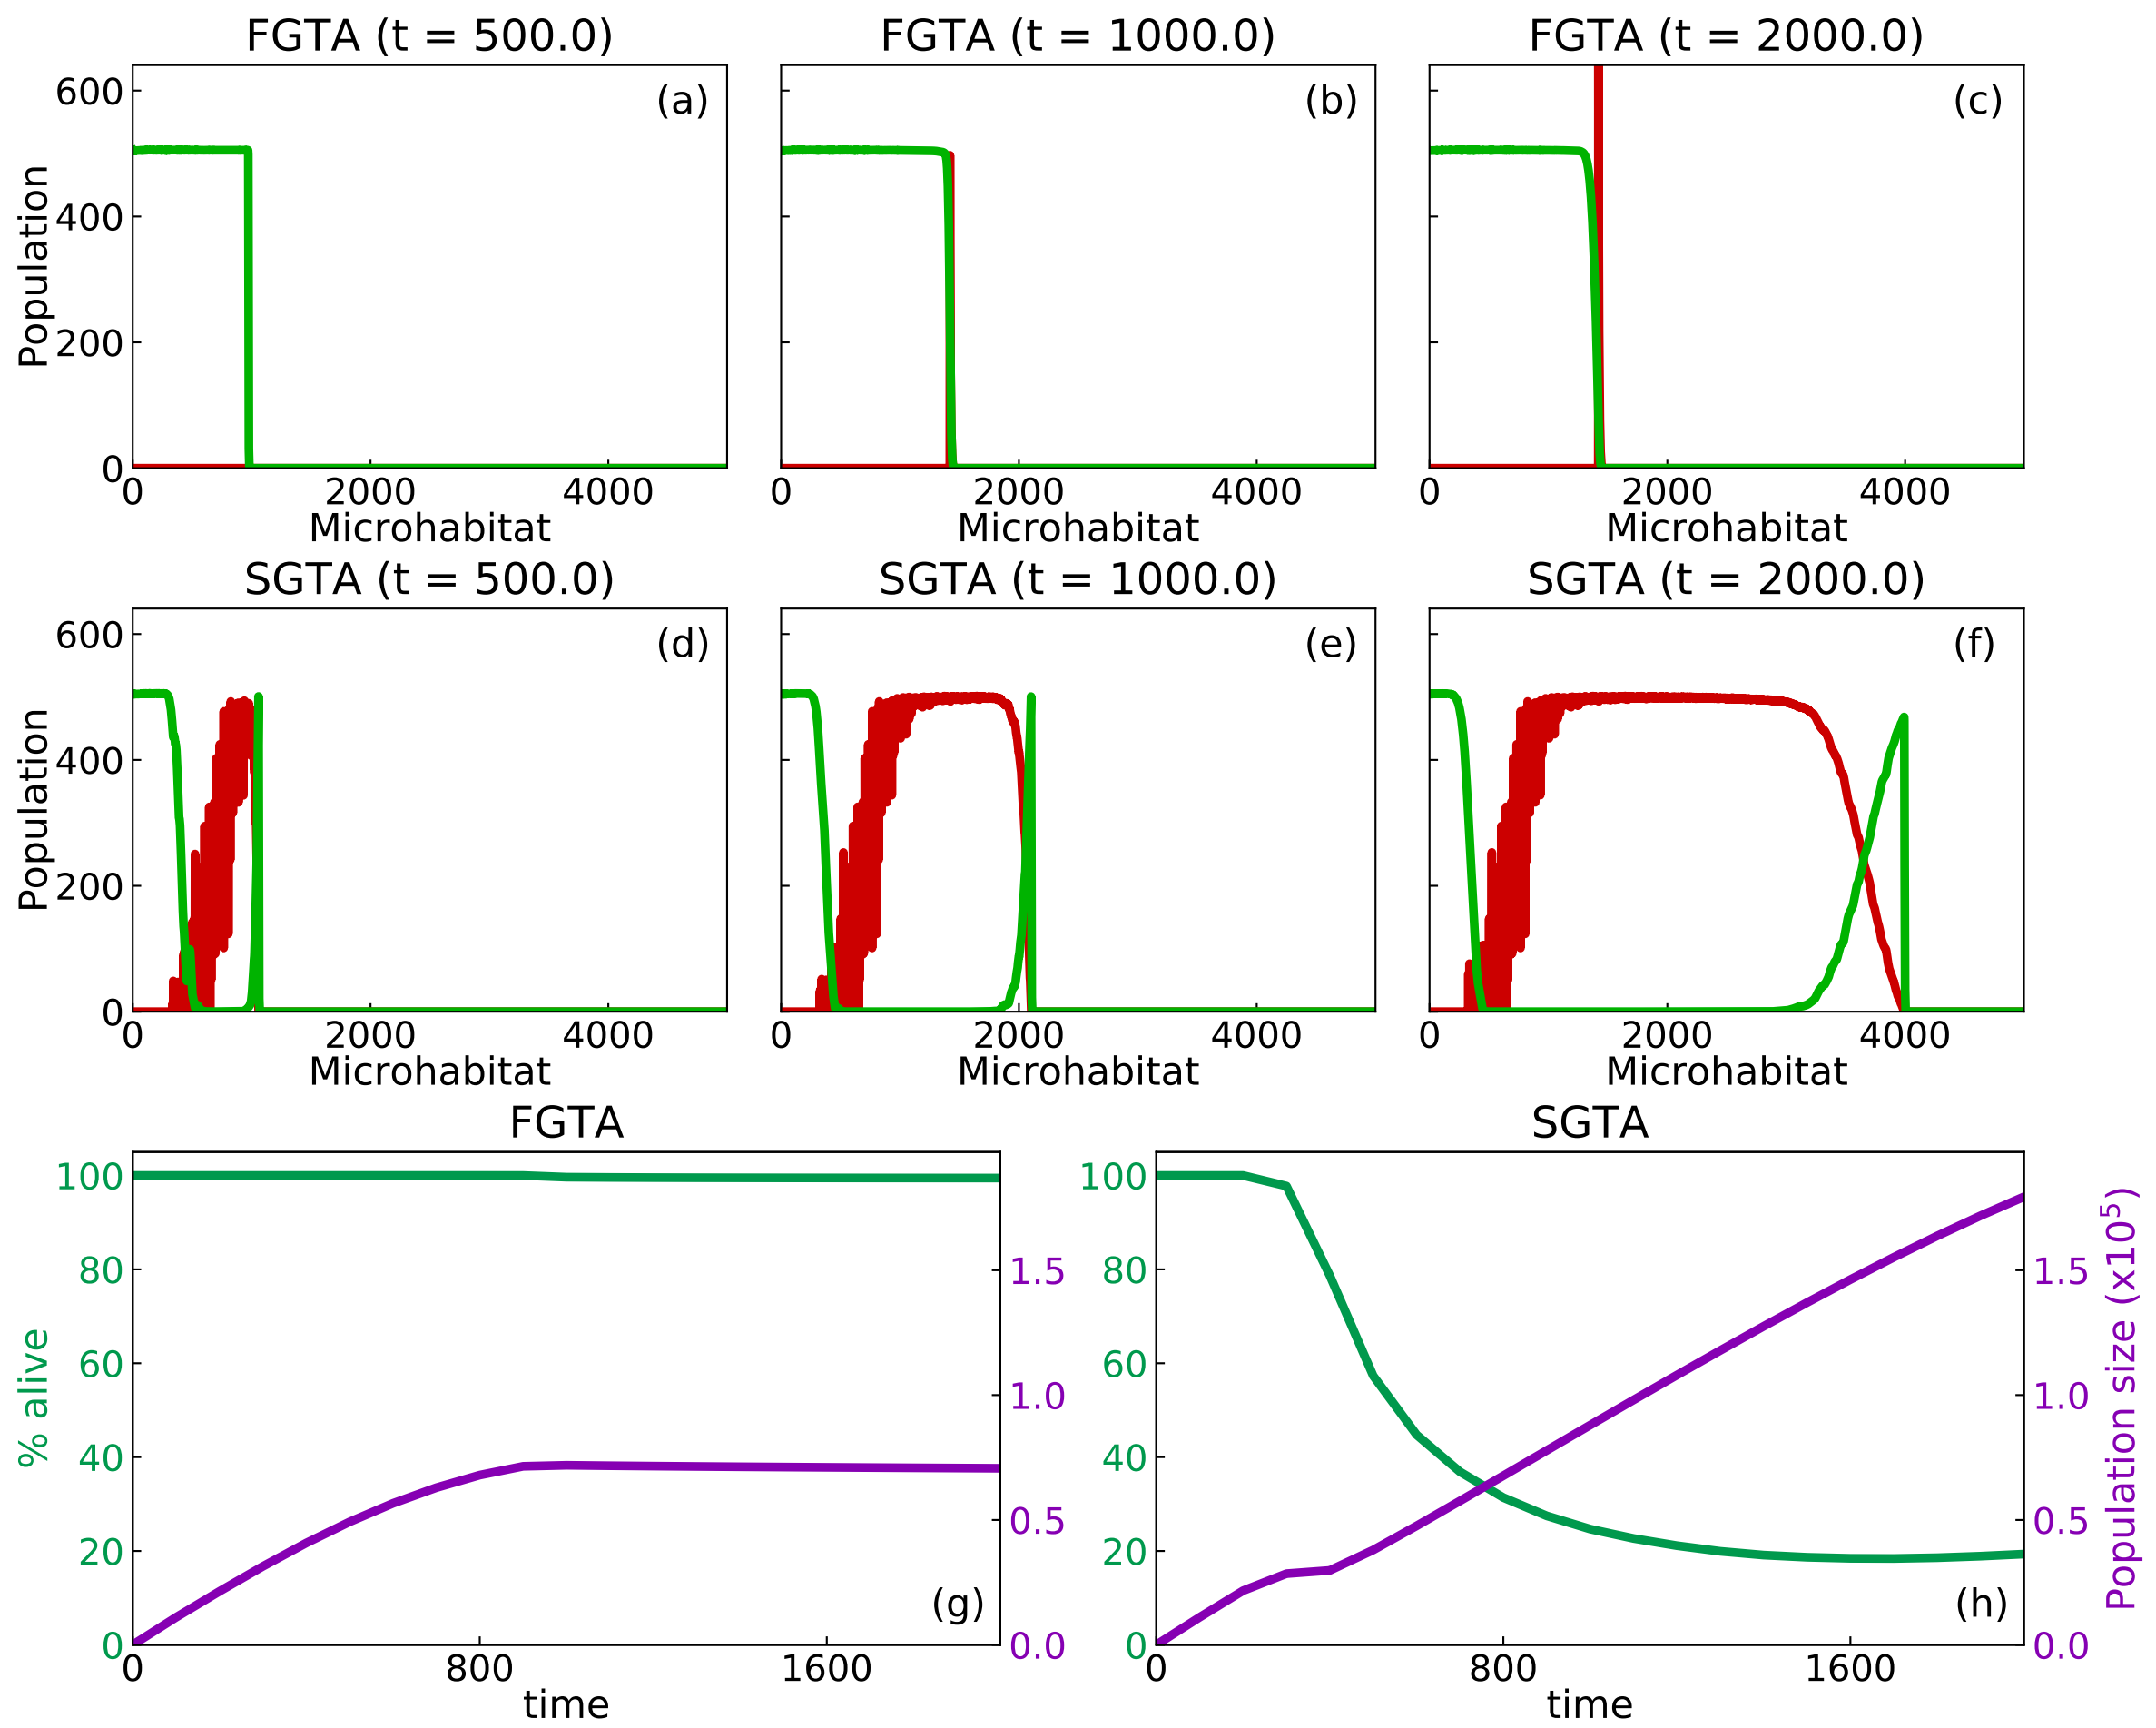 FGTA (t = 500.0)
FGTA (t = 1000.0)
FGTA (t = 2000.0)
(a)
(b)
(c)
Population
600
400
200
0
0 2000 4000
0 2000 4000
0 2000 4000
Microhabitat
Microhabitat
Microhabitat
SGTA (t = 500.0)
SGTA (t = 1000.0)
SGTA (t = 2000.0)
(d)
(e)
(f)
Population
600
400
200
0
0 2000 4000
0 2000 4000
0 2000 4000
Microhabitat
Microhabitat
Microhabitat
FGTA
% alive
100
80
60
40
20
0
1.5
1.0
0.5
0.0
(g)
0 800 1600
time
SGTA
100
80
60
40
20
0
1.5
1.0
0.5
0.0
Population size (x10⁵)
(h)
0 800 1600
time